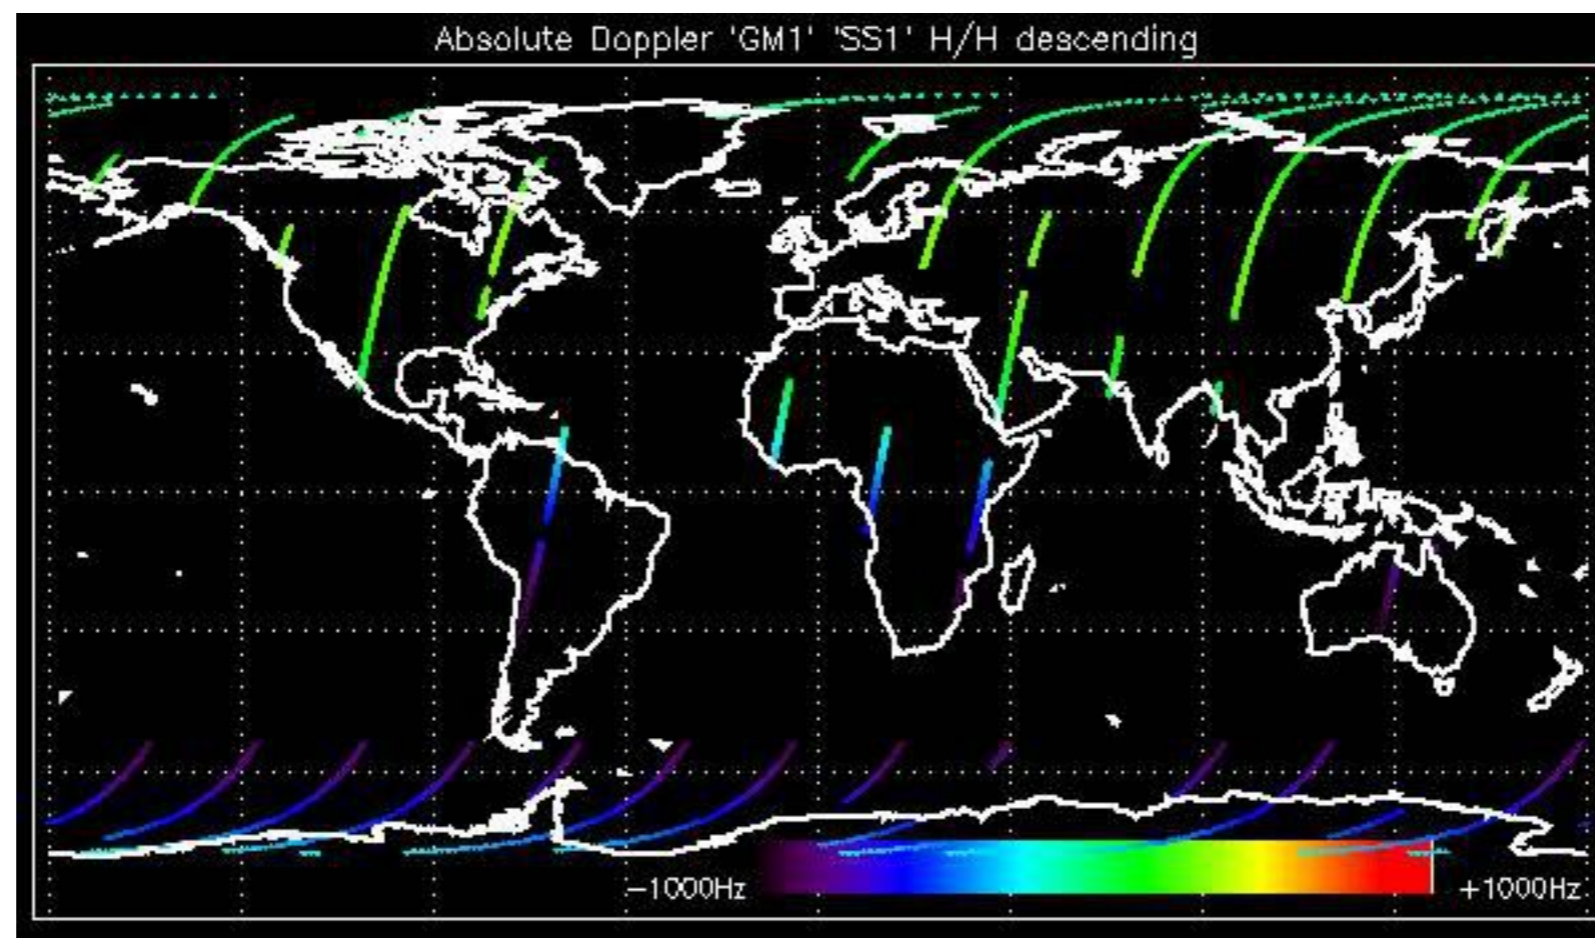 Absolute Doppler 'GM1' 'SS1' H/H descending
−1000Hz
+1000Hz